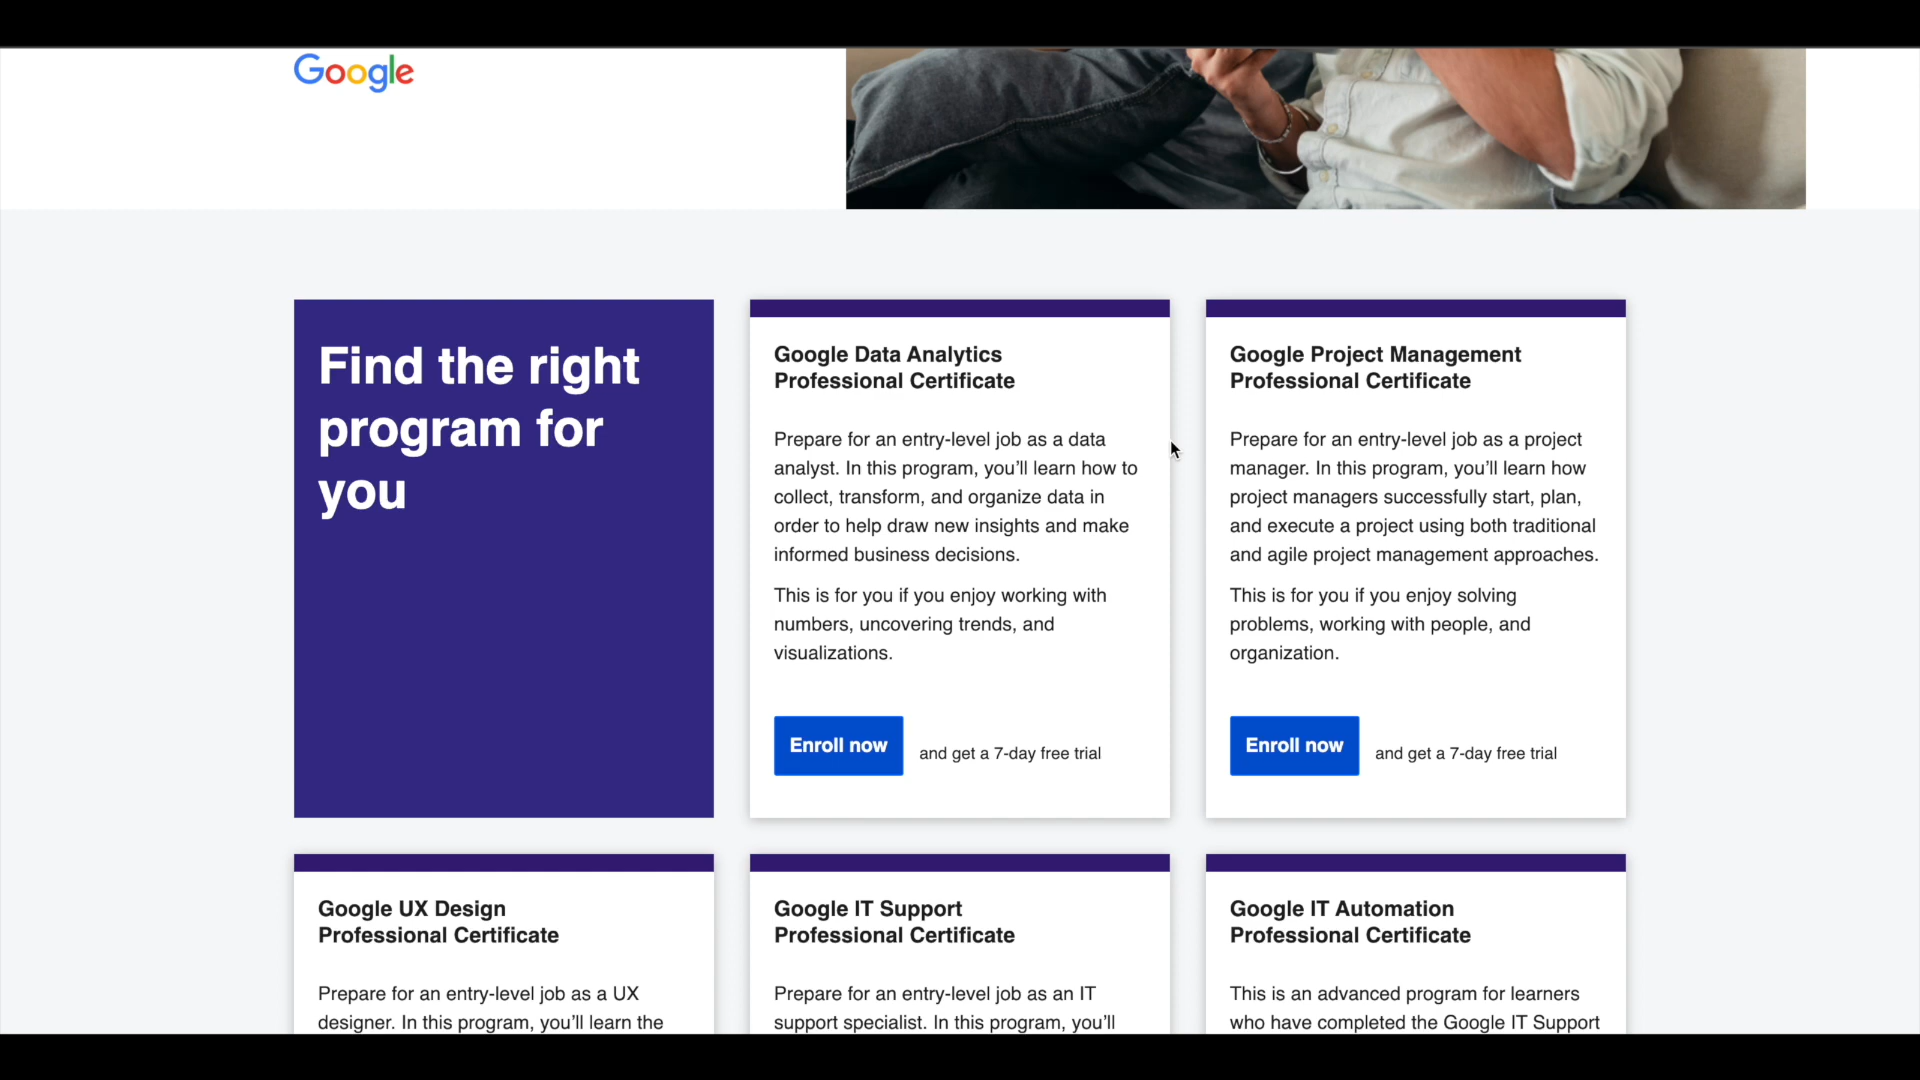 Google
Find the right
program for
you
Google Data Analytics
Professional Certificate
Prepare for an entry-level job as a data
analyst. In this program, you’ll learn how to
collect, transform, and organize data in
order to help draw new insights and make
informed business decisions.
This is for you if you enjoy working with
numbers, uncovering trends, and
visualizations.
Enroll now
and get a 7-day free trial
Google Project Management
Professional Certificate
Prepare for an entry-level job as a project
manager. In this program, you’ll learn how
project managers successfully start, plan,
and execute a project using both traditional
and agile project management approaches.
This is for you if you enjoy solving
problems, working with people, and
organization.
Enroll now
and get a 7-day free trial
Google UX Design
Professional Certificate
Prepare for an entry-level job as a UX
designer. In this program, you’ll learn the
Google IT Support
Professional Certificate
Prepare for an entry-level job as an IT
support specialist. In this program, you’ll
Google IT Automation
Professional Certificate
This is an advanced program for learners
who have completed the Google IT Support